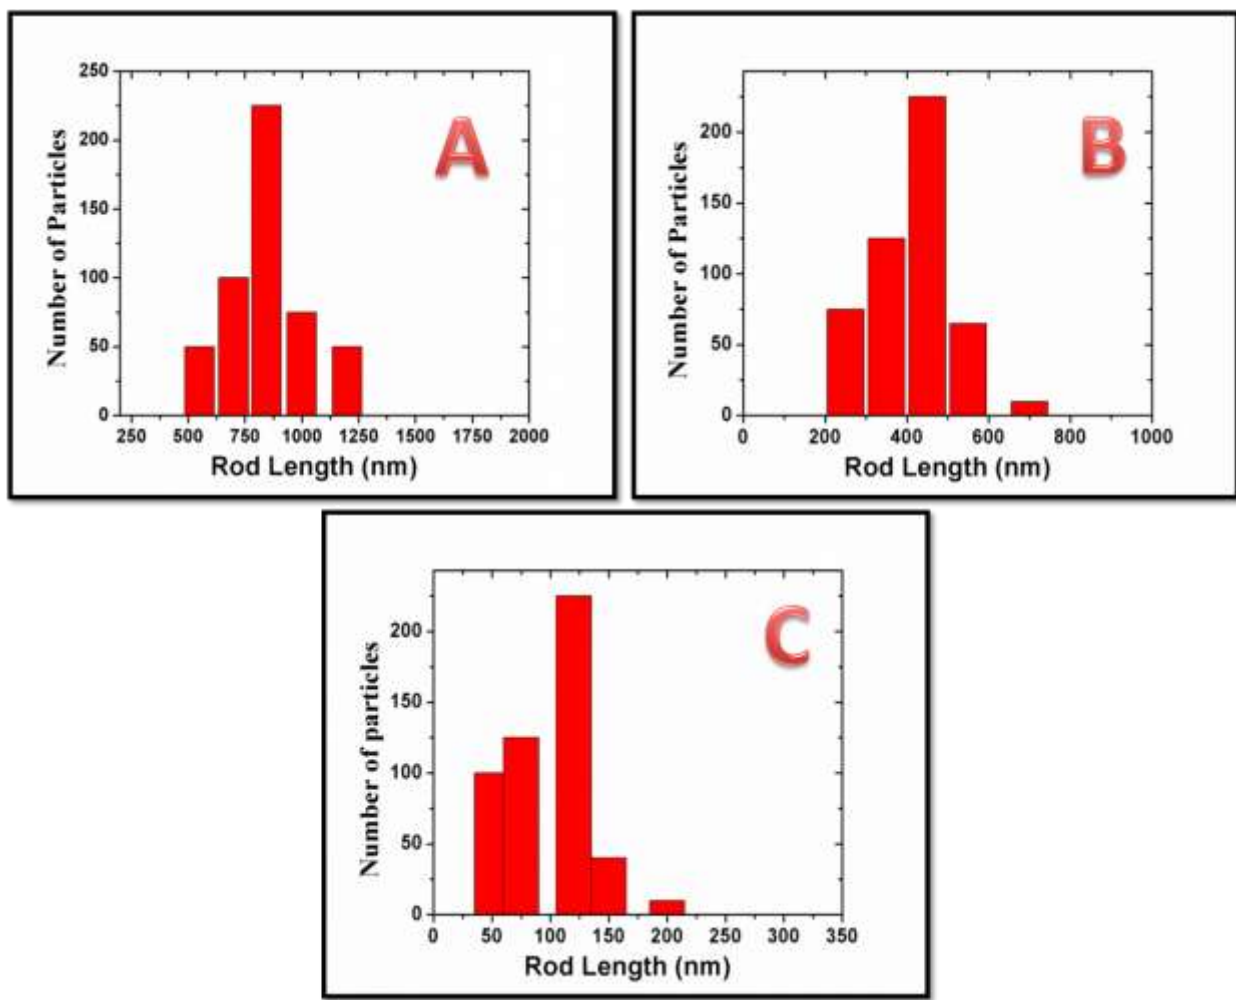 250
200
150
100
50
0
Number of Particles
A
250 500 750 1000 1250 1500 1750 2000
Rod Length (nm)
200
150
100
50
0
Number of Particles
B
0 200 400 600 800 1000
Rod Length (nm)
200
150
100
50
0
Number of particles
C
0 50 100 150 200 250 300 350
Rod Length (nm)